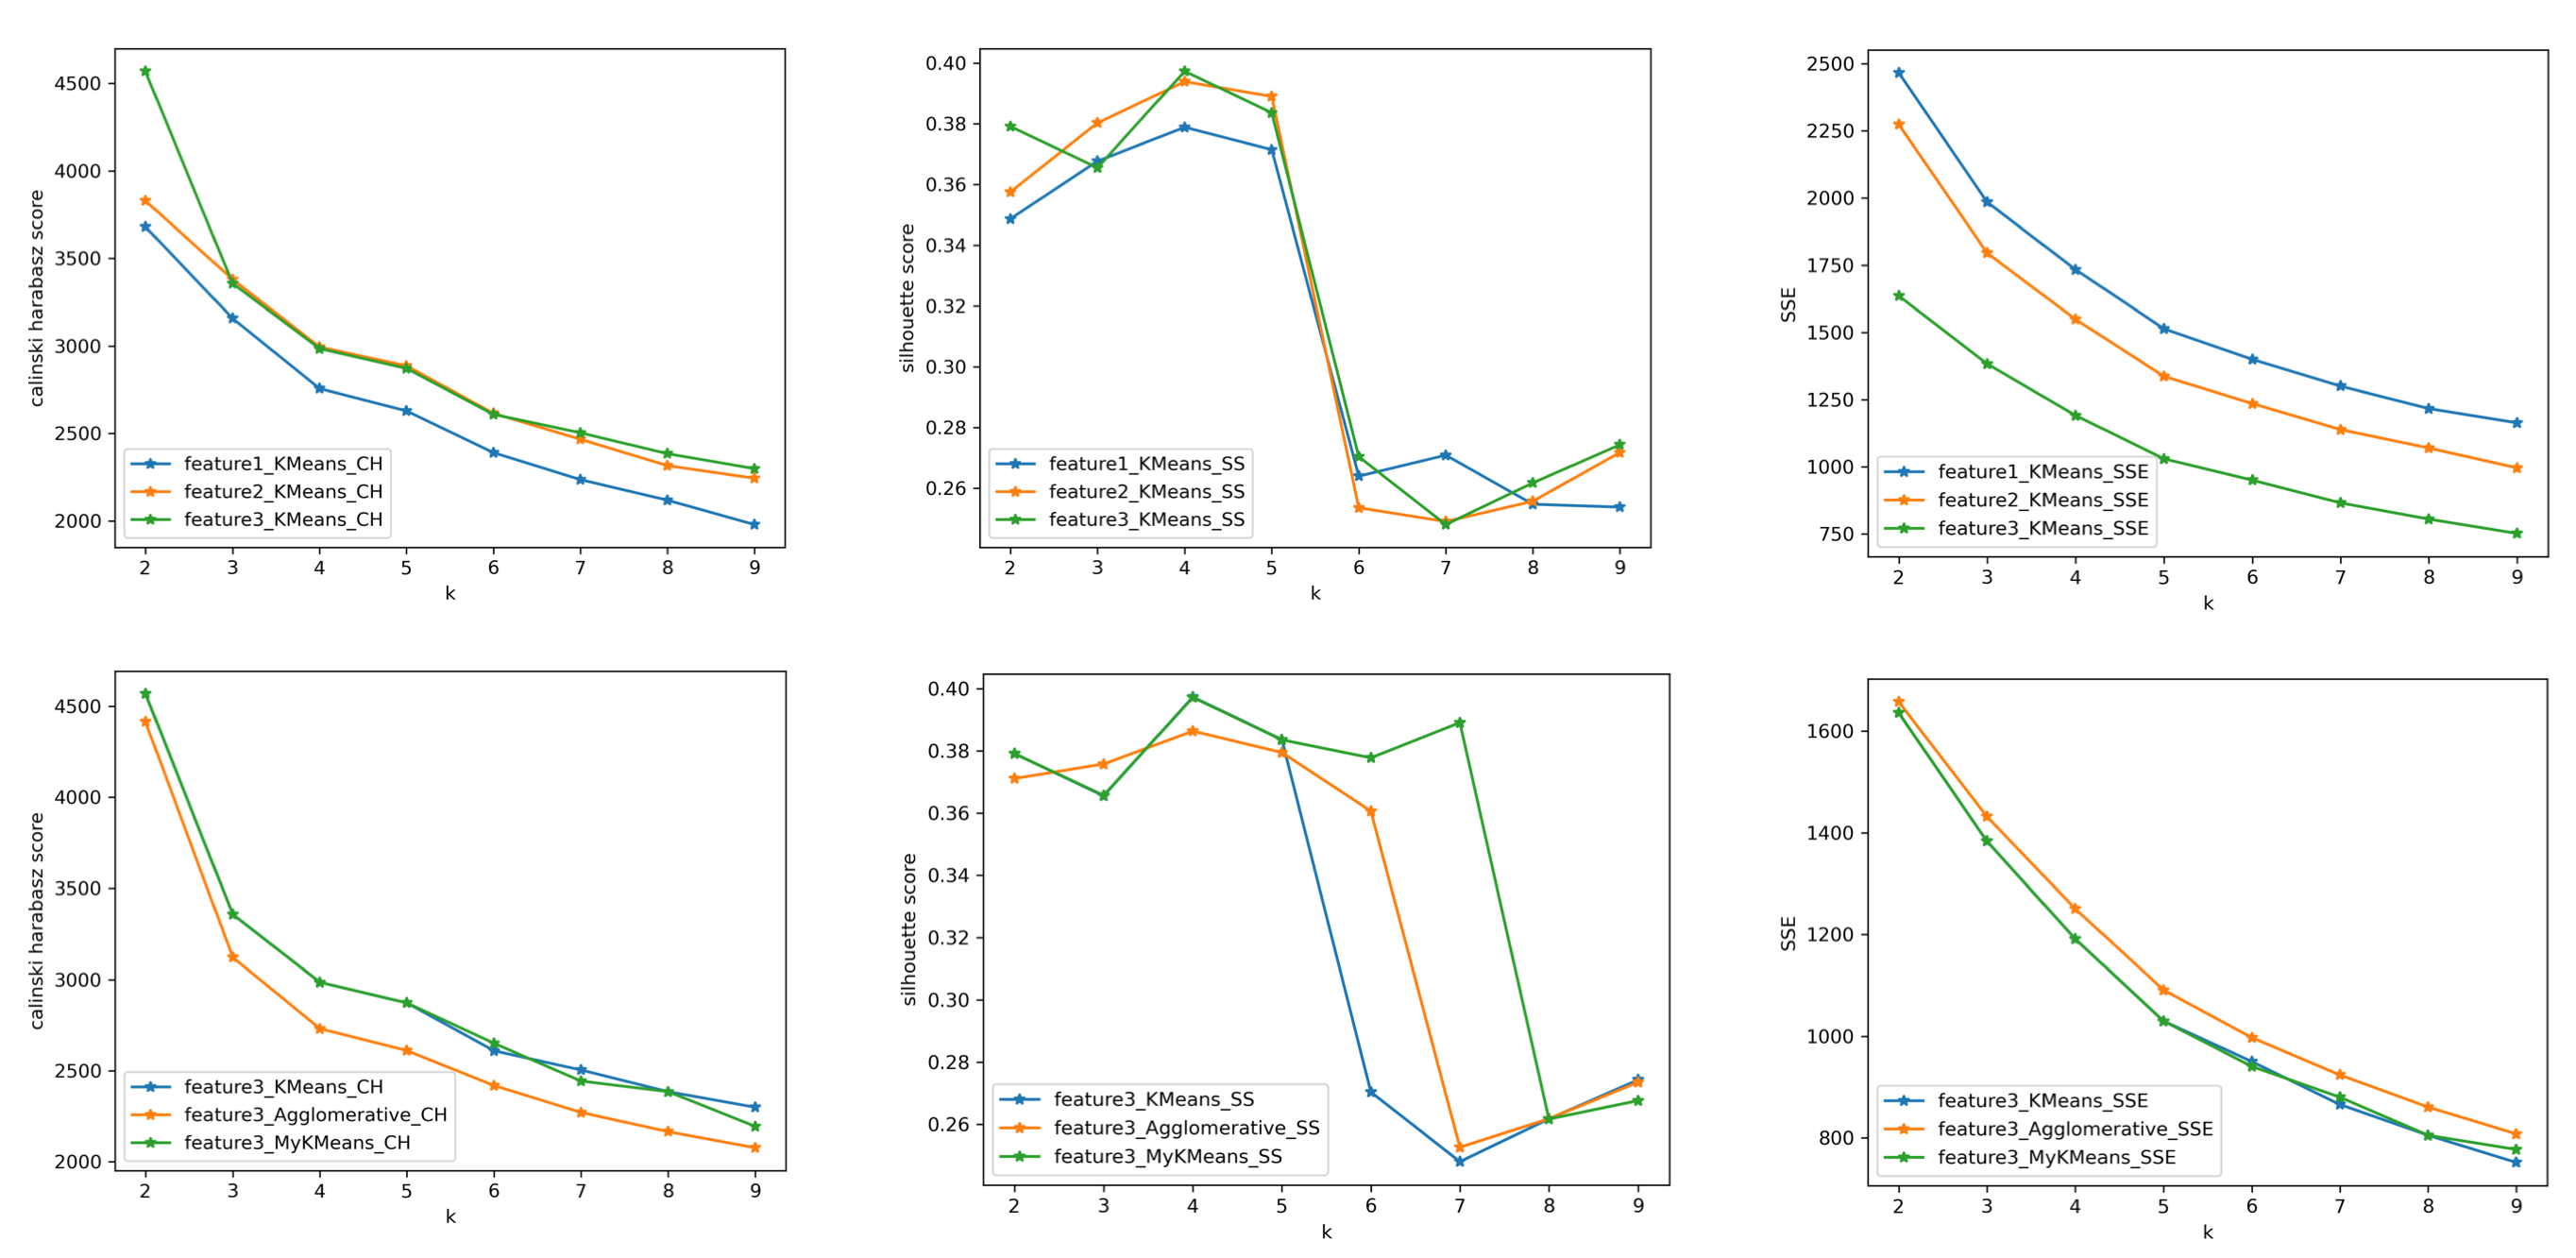 calinski harabasz score
4500
4000
3500
3000
2500
2000
feature1_KMeans_CH
feature2_KMeans_CH
feature3_KMeans_CH
2 3 4 5 6 7 8 9
k
silhouette score
0.40
0.38
0.36
0.34
0.32
0.30
0.28
0.26
feature1_KMeans_SS
feature2_KMeans_SS
feature3_KMeans_SS
2 3 4 5 6 7 8 9
k
SSE
2500
2250
2000
1750
1500
1250
1000
750
feature1_KMeans_SSE
feature2_KMeans_SSE
feature3_KMeans_SSE
2 3 4 5 6 7 8 9
k
calinski harabasz score
4500
4000
3500
3000
2500
2000
feature3_KMeans_CH
feature3_Agglomerative_CH
feature3_MyKMeans_CH
2 3 4 5 6 7 8 9
k
silhouette score
0.40
0.38
0.36
0.34
0.32
0.30
0.28
0.26
feature3_KMeans_SS
feature3_Agglomerative_SS
feature3_MyKMeans_SS
2 3 4 5 6 7 8 9
k
SSE
1600
1400
1200
1000
800
feature3_KMeans_SSE
feature3_Agglomerative_SSE
feature3_MyKMeans_SSE
2 3 4 5 6 7 8 9
k